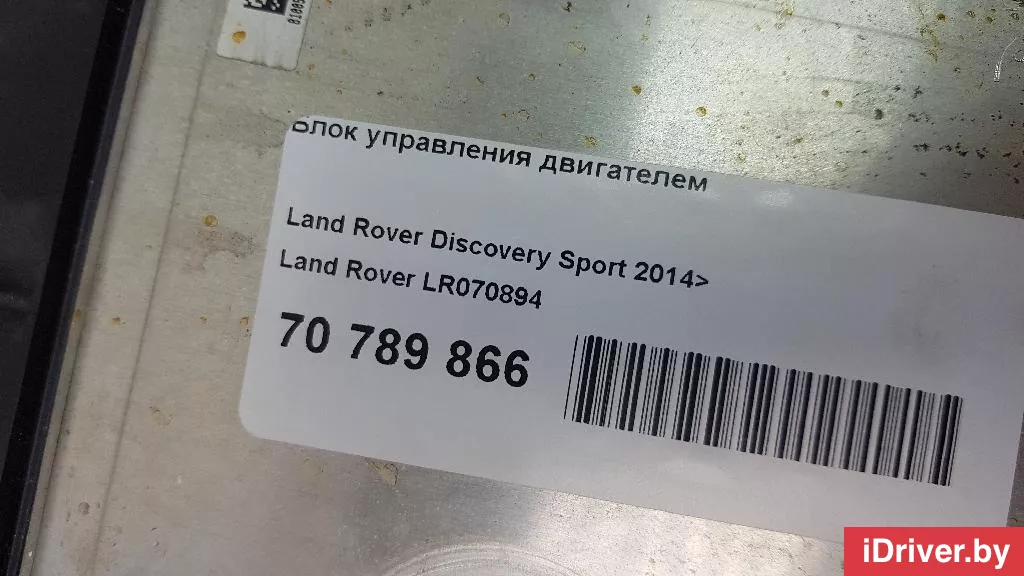 Блок управления двигателем
Land Rover Discovery Sport 2014>
Land Rover LR070894
70 789 866
iDriver.by